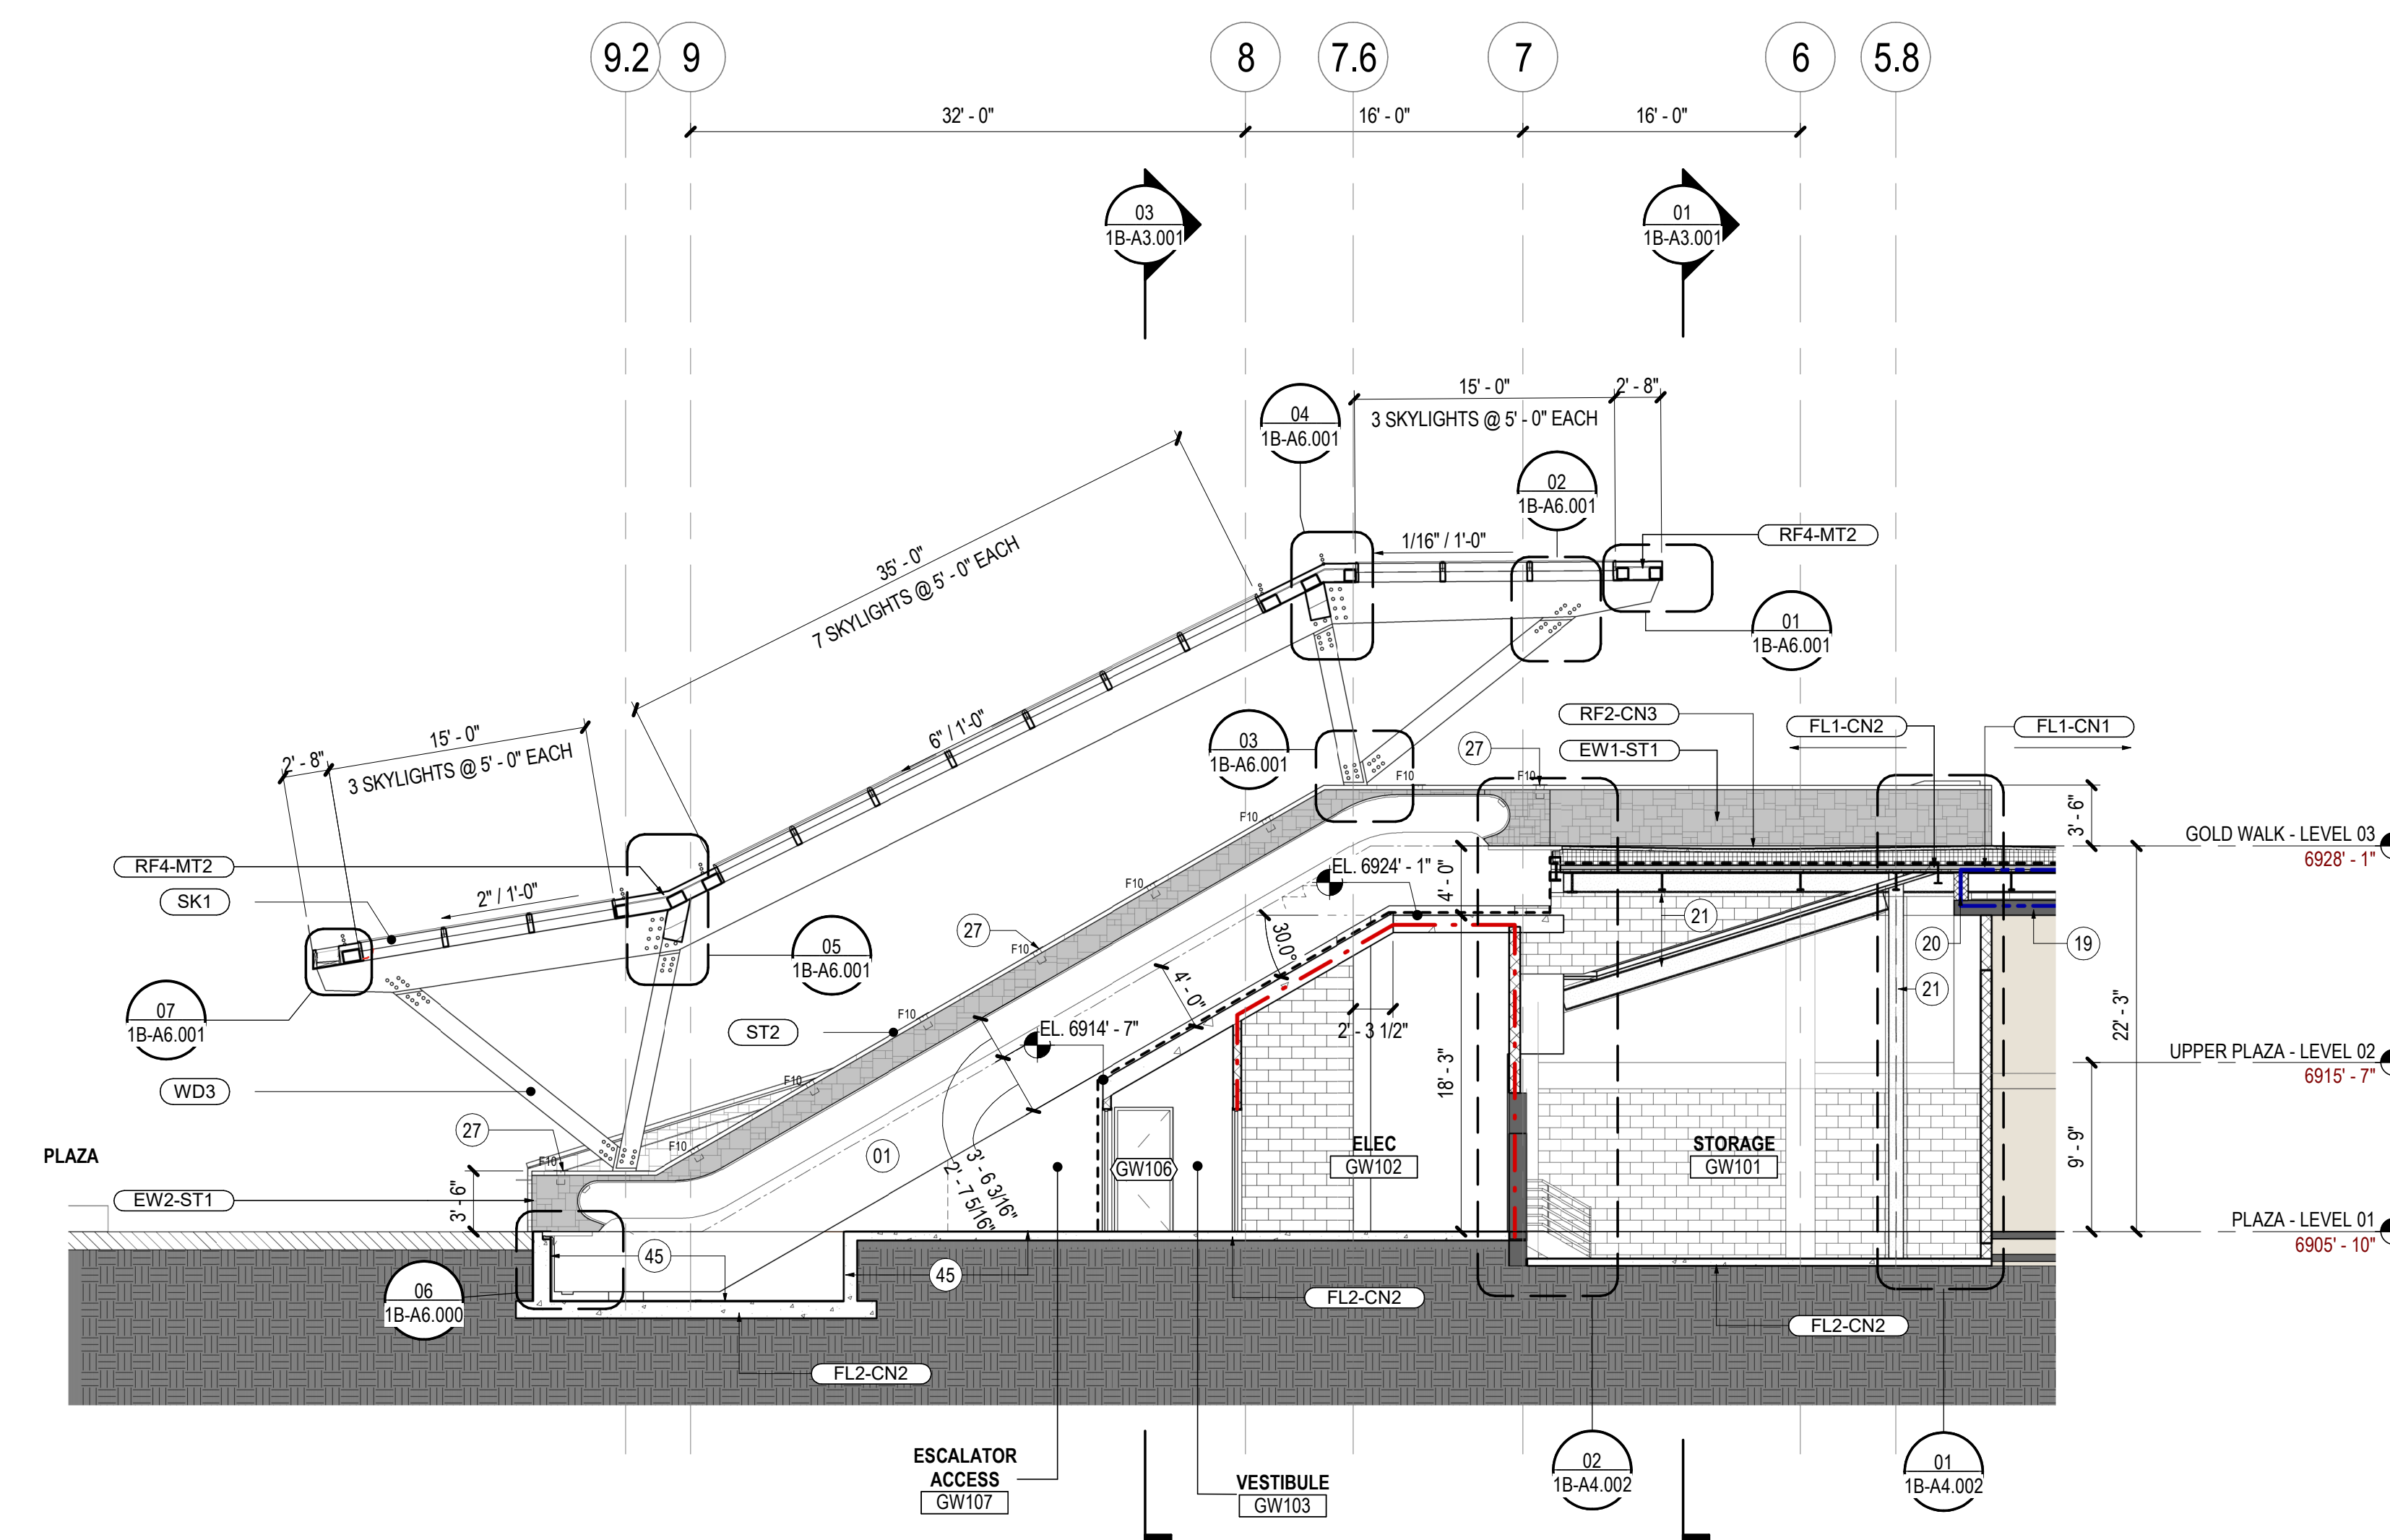 9.2
9
8
7.6
7
6
5.8
32' - 0"
16' - 0"
16' - 0"
03
1B-A3.001
01
1B-A3.001
15' - 0"
2' - 8"
3 SKYLIGHTS @ 5' - 0" EACH
04
1B-A6.001
02
1B-A6.001
RF4-MT2
1/16" / 1'-0"
35' - 0"
7 SKYLIGHTS @ 5' - 0" EACH
01
1B-A6.001
6" / 1'-0"
03
1B-A6.001
27
RF2-CN3
EW1-ST1
FL1-CN2
FL1-CN1
2' - 8"
15' - 0"
3 SKYLIGHTS @ 5' - 0" EACH
F10
F10
F10
3' - 6"
GOLD WALK - LEVEL 03
6928' - 1"
RF4-MT2
SK1
2" / 1'-0"
EL. 6924' - 1"
4' - 0"
F10
27
F10
30.0°
21
20
19
05
1B-A6.001
07
1B-A6.001
4' - 0"
21
22' - 3"
ST2
F10
EL. 6914' - 7"
2' - 3 1/2"
UPPER PLAZA - LEVEL 02
6915' - 7"
WD3
F10
18' - 3"
27
F10
F10
PLAZA
01
3' - 6 3/16"
2' - 7 5/16"
GW106
ELEC
GW102
STORAGE
GW101
9' - 9"
EW2-ST1
3' - 6"
PLAZA - LEVEL 01
6905' - 10"
45
45
06
1B-A6.000
FL2-CN2
FL2-CN2
FL2-CN2
ESCALATOR
ACCESS
GW107
VESTIBULE
GW103
02
1B-A4.002
01
1B-A4.002